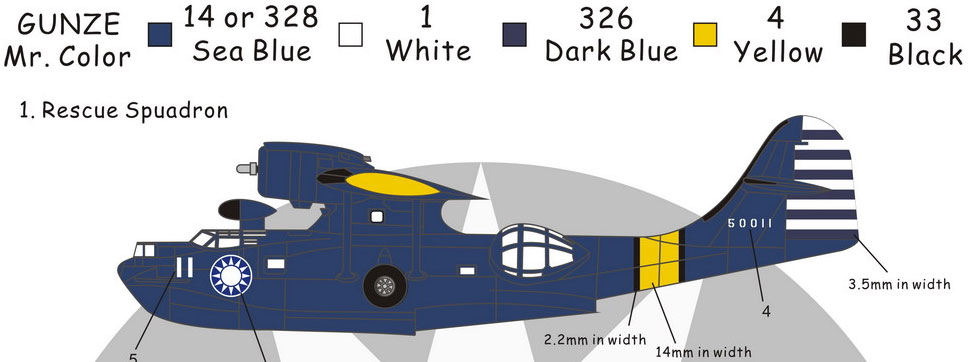 GUNZE
Mr. Color
14 or 328
Sea Blue
1
White
326
Dark Blue
4
Yellow
33
Black
1. Rescue Spuadron
50011
11
3.5mm in width
4
2.2mm in width
14mm in width
5